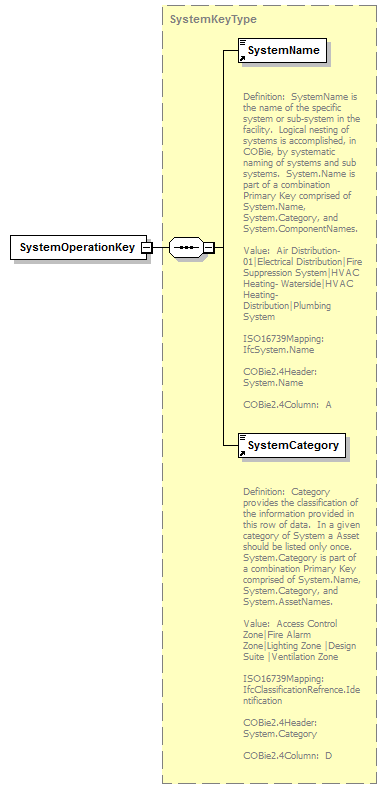 SystemKeyType
SystemName
Definition:  SystemName is
the name of the specific
system or sub-system in the
facility.  Logical nesting of
systems is accomplished, in
COBie, by systematic
naming of systems and sub
systems.  System.Name is
part of a combination
Primary Key comprised of
System.Name,
System.Category, and
System.ComponentNames.
Value:  Air Distribution-
01|Electrical Distribution|Fire
Suppression System|HVAC
Heating- Waterside|HVAC
Heating-
Distribution|Plumbing
System
ISO16739Mapping:
IfcSystem.Name
COBie2.4Header:
System.Name
COBie2.4Column:  A
SystemOperationKey
SystemCategory
Definition:  Category
provides the classification of
the information provided in
this row of data.  In a given
category of System a Asset
should be listed only once.
System.Category is part of
a combination Primary Key
comprised of System.Name,
System.Category, and
System.AssetNames.
Value:  Access Control
Zone|Fire Alarm
Zone|Lighting Zone |Design
Suite |Ventilation Zone
ISO16739Mapping:
IfcClassificationRefrence.Ide
ntification
COBie2.4Header:
System.Category
COBie2.4Column:  D